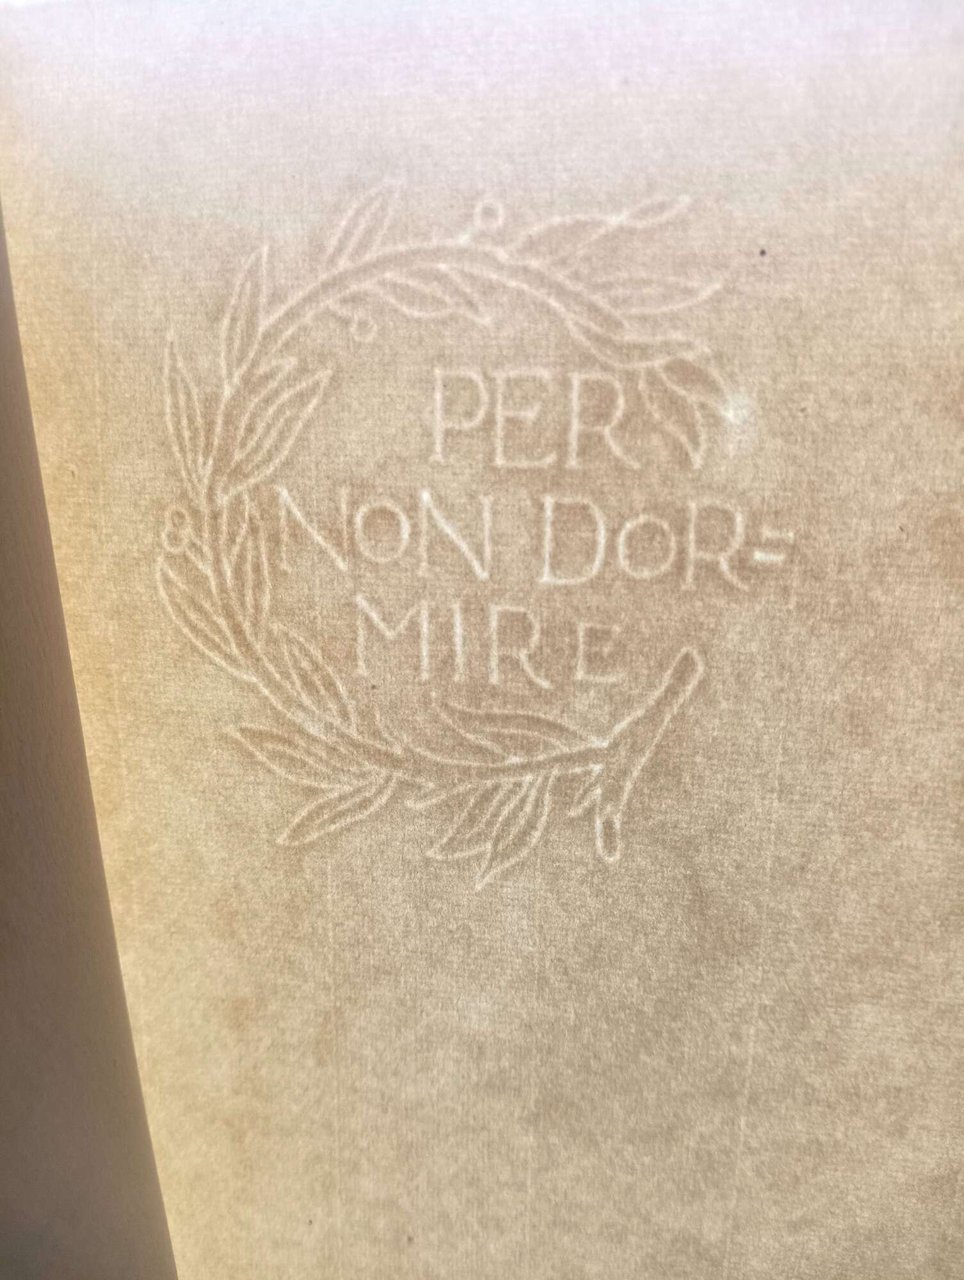 PER
NON DOR=
MIRE